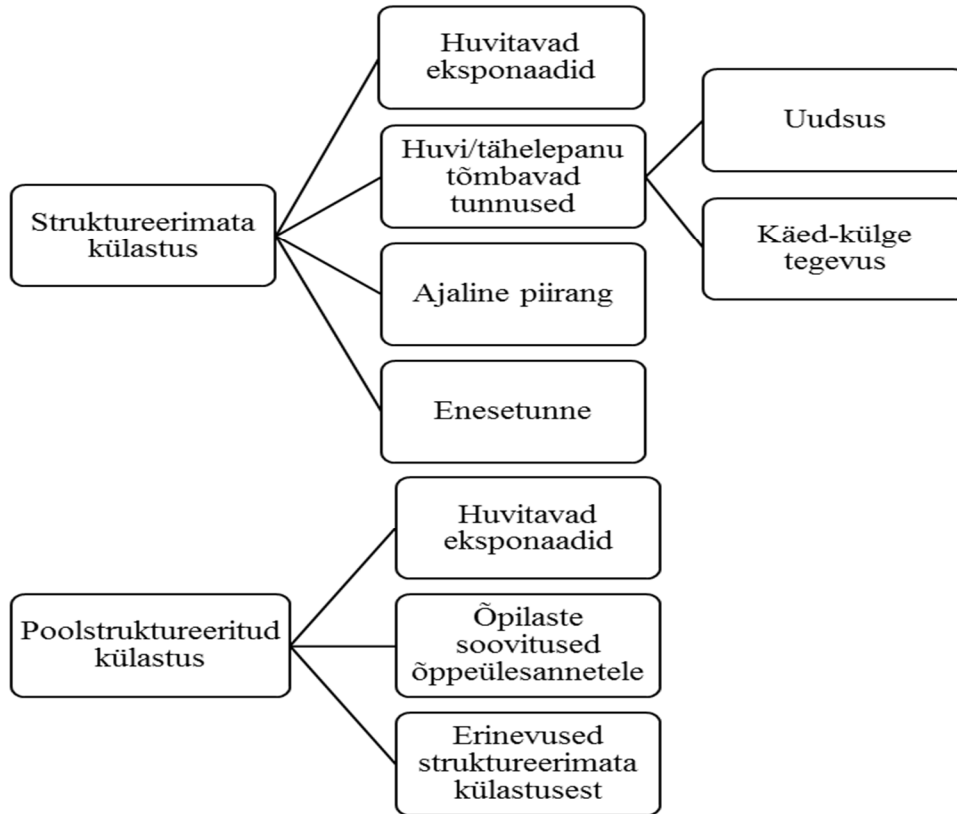 Struktureerimata
külastus
Huvitavad
eksponaadid
Huvi/tähelepanu
tõmbavad
tunnused
Uudsus
Käed-külge
tegevus
Ajaline piirang
Enesetunne
Poolstruktureeritud
külastus
Huvitavad
eksponaadid
Õpilaste
soovitused
õppeülesannetele
Erinevused
struktureerimata
külastusest